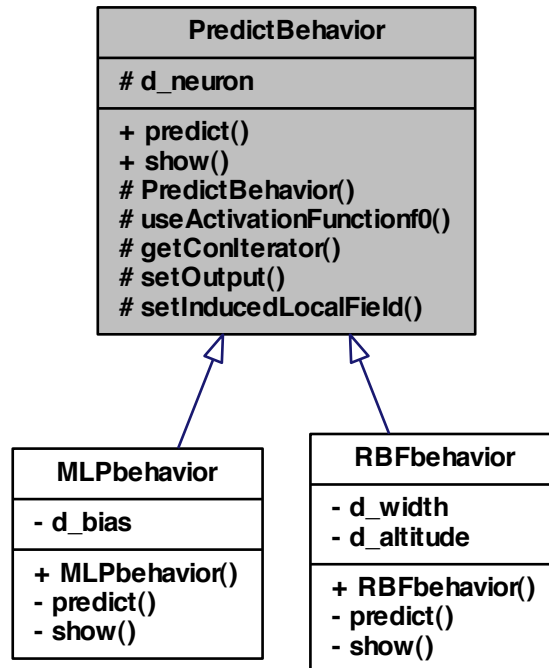 PredictBehavior
# d_neuron
+ predict()
+ show()
# PredictBehavior()
# useActivationFunctionf0()
# getConIterator()
# setOutput()
# setInducedLocalField()
MLPbehavior
- d_bias
+ MLPbehavior()
- predict()
- show()
RBFbehavior
- d_width
- d_altitude
+ RBFbehavior()
- predict()
- show()